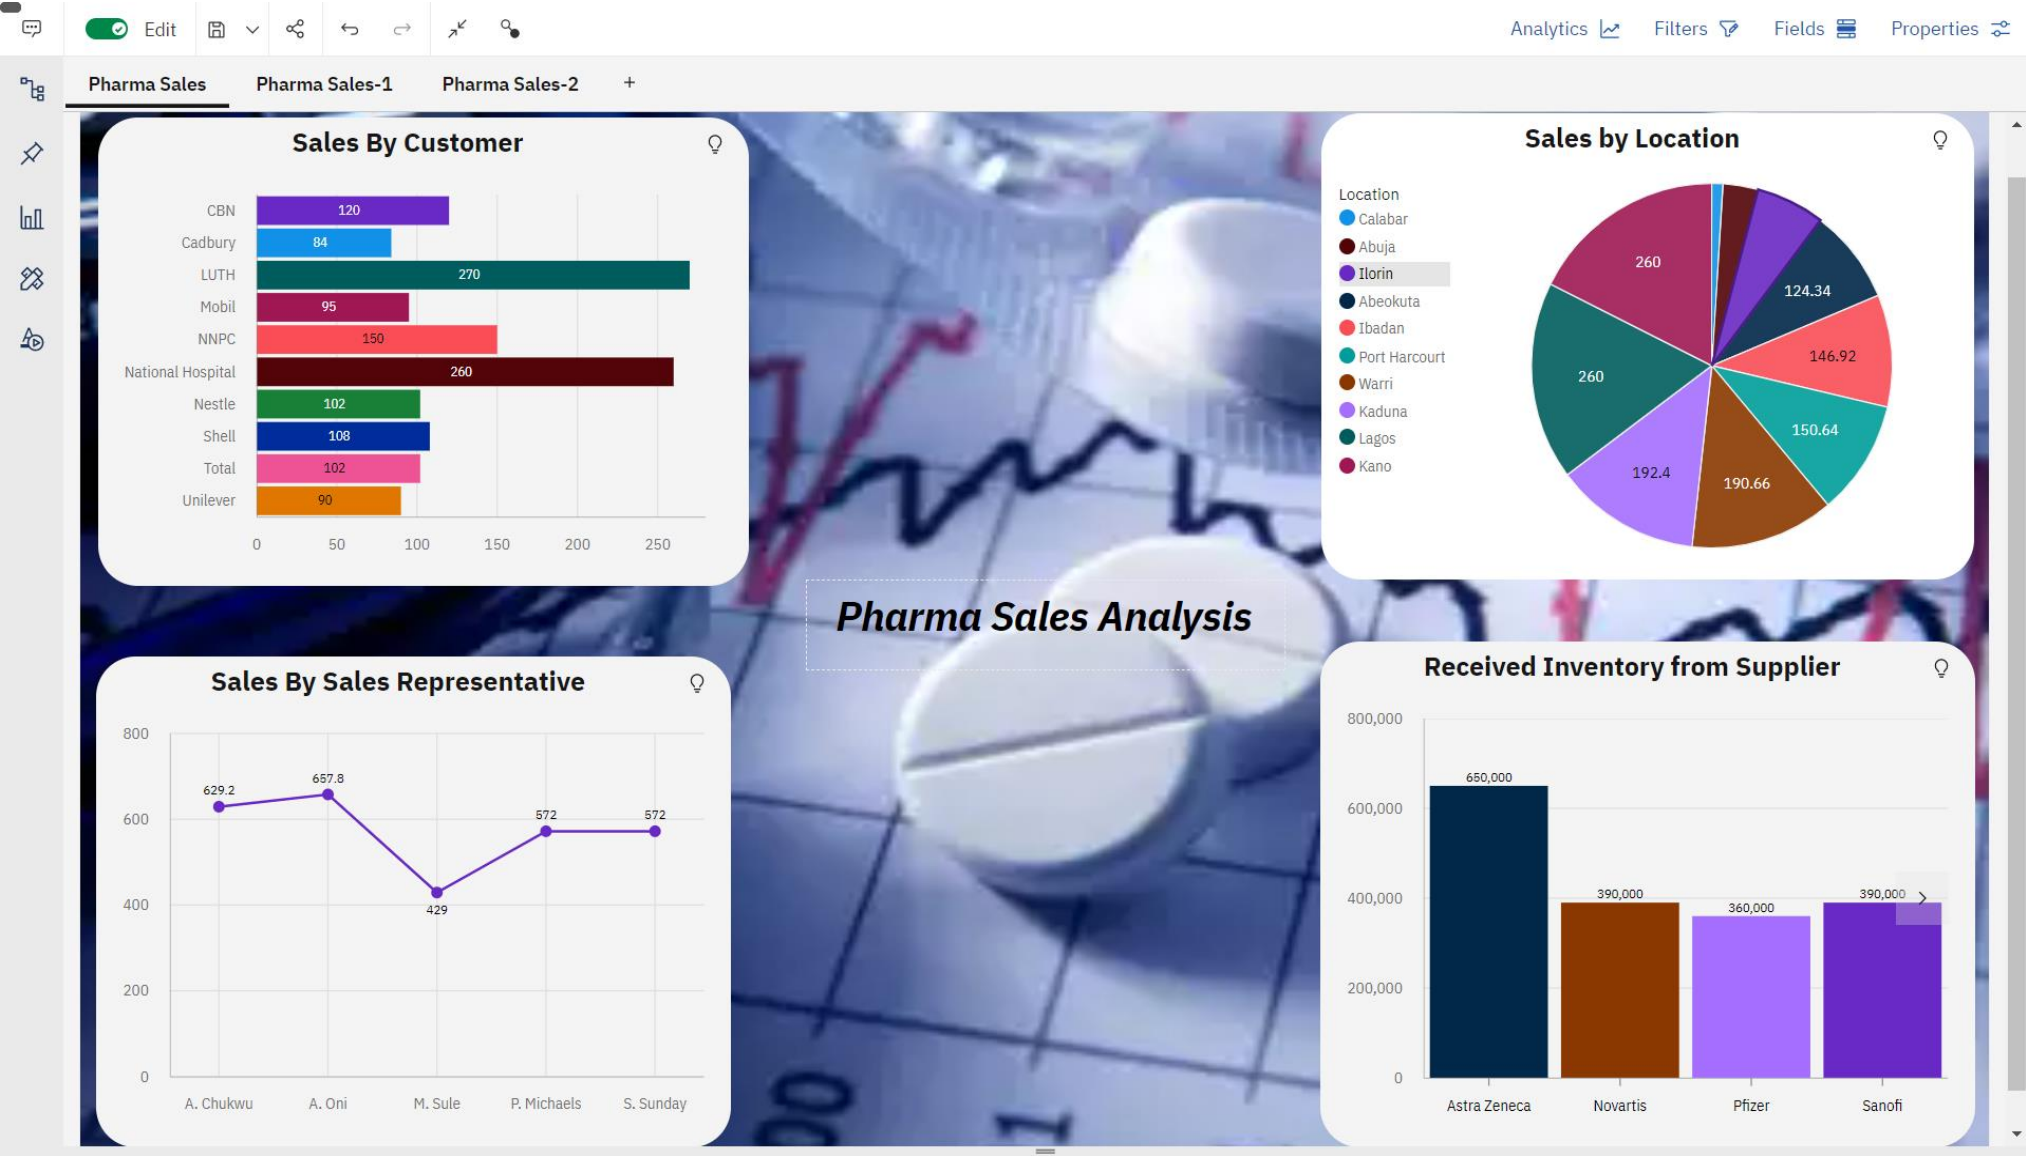 Edit
Analytics
Filters
Fields
Properties
Pharma Sales
Pharma Sales-1
Pharma Sales-2
+
Sales By Customer
CBN 120
Cadbury 84
LUTH 270
Mobil 95
NNPC 150
National Hospital 260
Nestle 102
Shell 108
Total 102
Unilever 90
0 50 100 150 200 250
Sales by Location
Location
Calabar
Abuja
Ilorin
Abeokuta
Ibadan
Port Harcourt
Warri
Kaduna
Lagos
Kano
260
124.34
146.92
260
150.64
192.4
190.66
Pharma Sales Analysis
Sales By Sales Representative
800
600
400
200
0
629.2
657.8
429
572
572
A. Chukwu A. Oni M. Sule P. Michaels S. Sunday
Received Inventory from Supplier
800,000
600,000
400,000
200,000
0
650,000
390,000
360,000
390,000
Astra Zeneca Novartis Pfizer Sanofi
00
1